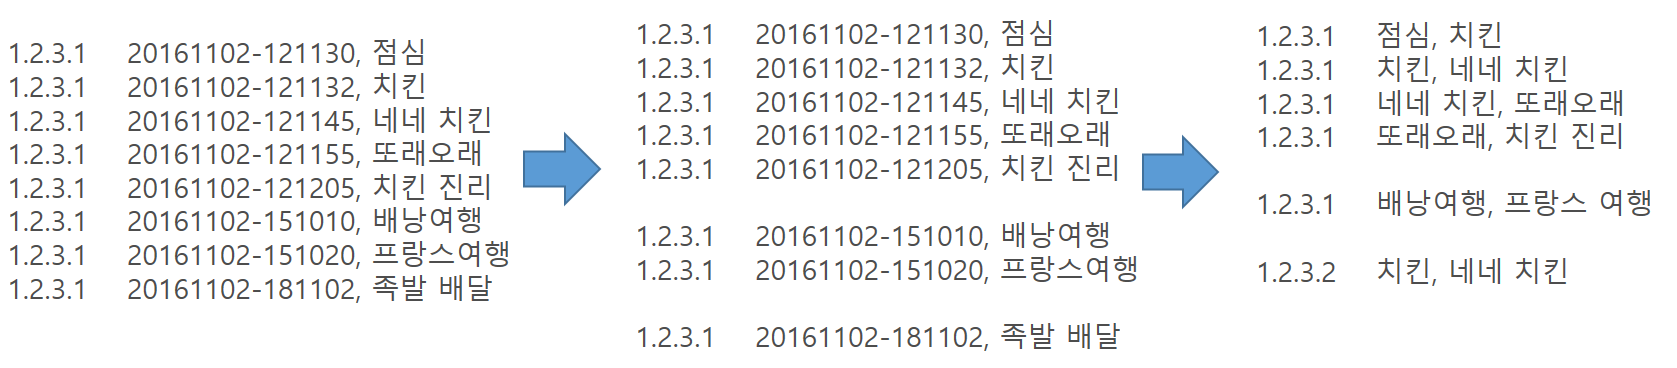 1.2.3.1 20161102-121130, 점심
1.2.3.1 20161102-121132, 치킨
1.2.3.1 20161102-121145, 네네 치킨
1.2.3.1 20161102-121155, 또래오래
1.2.3.1 20161102-121205, 치킨 진리
1.2.3.1 20161102-151010, 배낭여행
1.2.3.1 20161102-151020, 프랑스여행
1.2.3.1 20161102-181102, 족발 배달
1.2.3.1 20161102-121130, 점심
1.2.3.1 20161102-121132, 치킨
1.2.3.1 20161102-121145, 네네 치킨
1.2.3.1 20161102-121155, 또래오래
1.2.3.1 20161102-121205, 치킨 진리
1.2.3.1 20161102-151010, 배낭여행
1.2.3.1 20161102-151020, 프랑스여행
1.2.3.1 20161102-181102, 족발 배달
1.2.3.1 점심, 치킨
1.2.3.1 치킨, 네네 치킨
1.2.3.1 네네 치킨, 또래오래
1.2.3.1 또래오래, 치킨 진리
1.2.3.1 배낭여행, 프랑스 여행
1.2.3.2 치킨, 네네 치킨